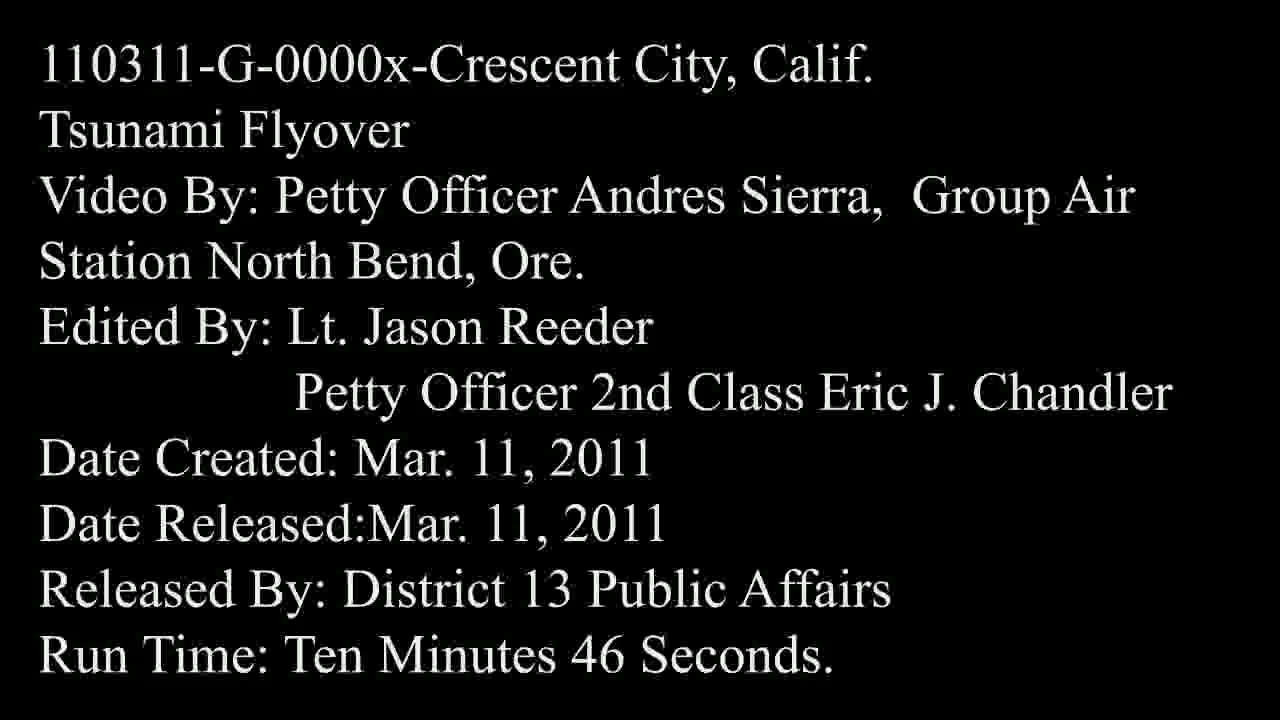 110311-G-0000x-Crescent City, Calif.
Tsunami Flyover
Video By: Petty Officer Andres Sierra,  Group Air
Station North Bend, Ore.
Edited By: Lt. Jason Reeder
Petty Officer 2nd Class Eric J. Chandler
Date Created: Mar. 11, 2011
Date Released:Mar. 11, 2011
Released By: District 13 Public Affairs
Run Time: Ten Minutes 46 Seconds.